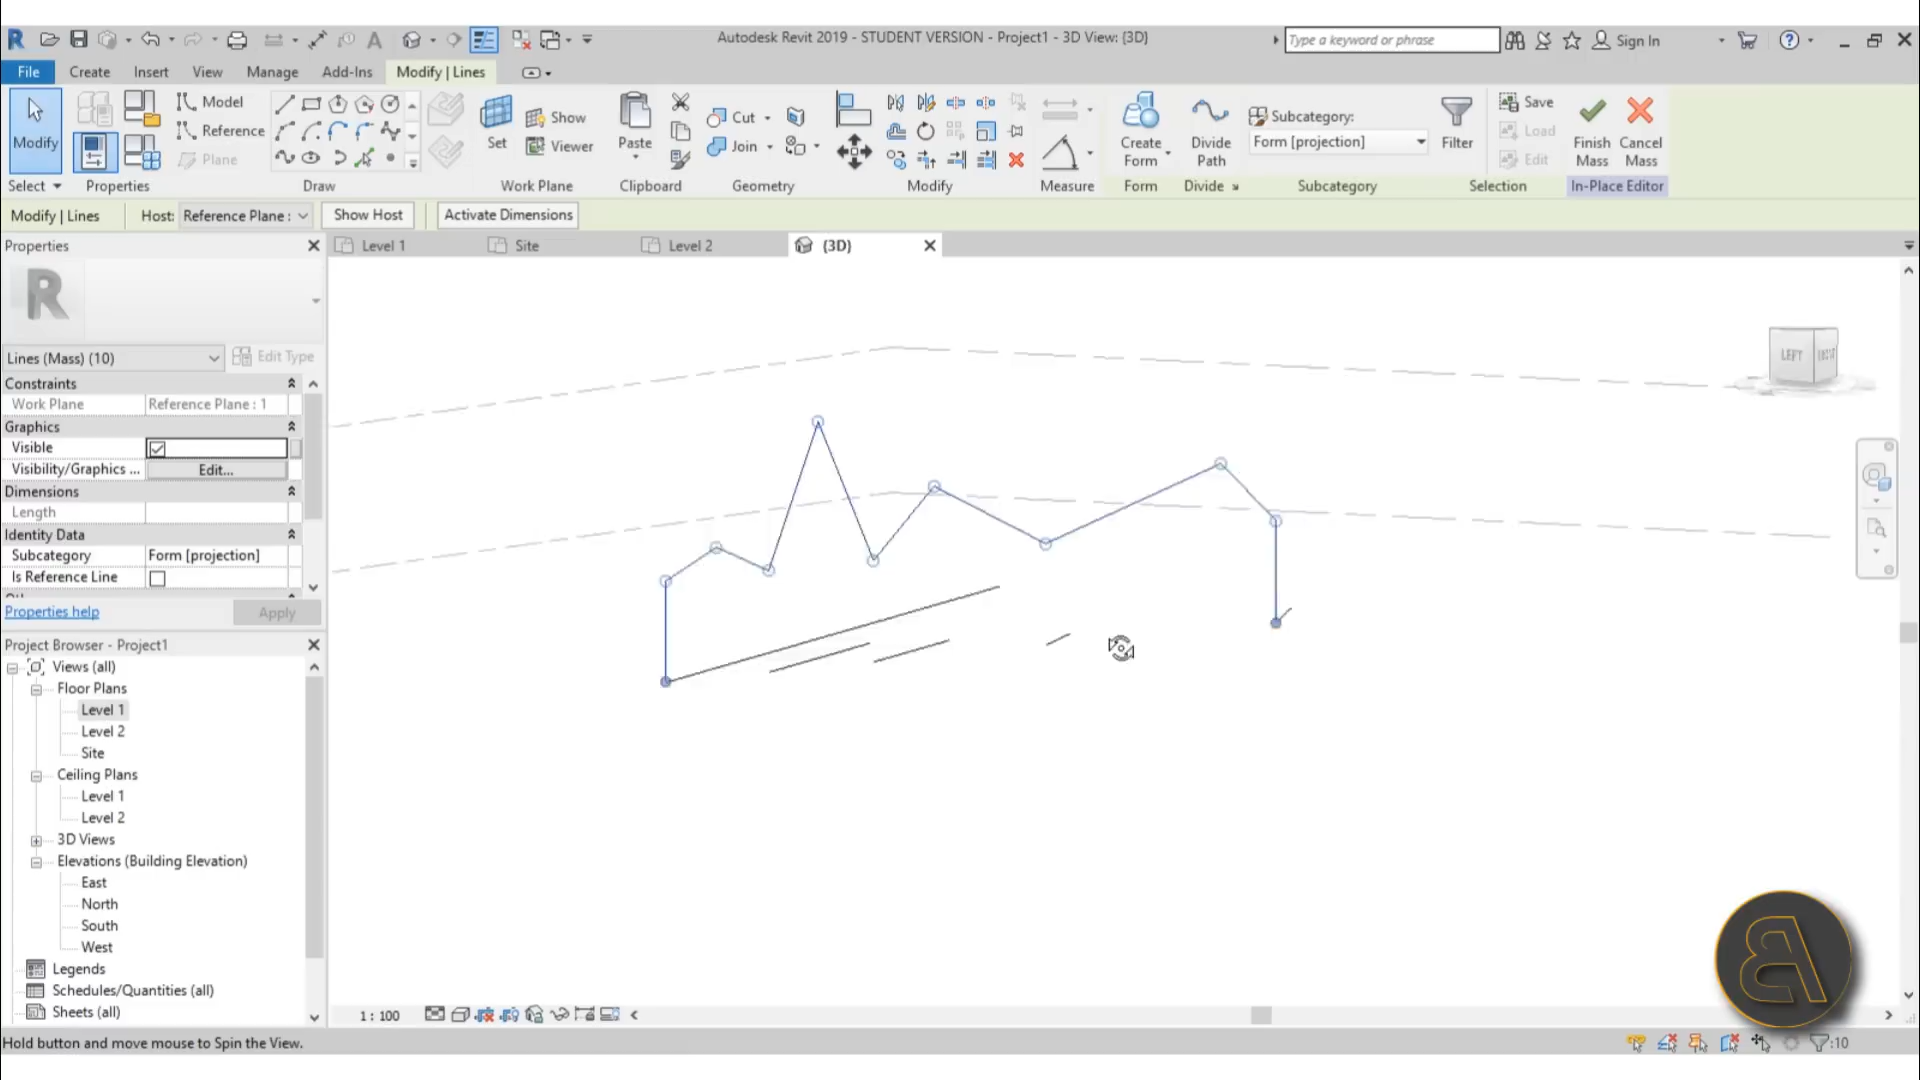 Autodesk Revit 2019 - STUDENT VERSION - Project1 - 3D View: {3D}
Type a keyword or phrase
Sign In
File Create Insert View Manage Add-Ins Modify | Lines
Modify
Model
Reference
Plane
Set
Show
Viewer
Paste
Cut
Join
Create
Form
Divide
Path
Subcategory:
Form [projection]
Filter
Save
Load
Edit
Finish
Mass
Cancel
Mass
Select Properties Draw Work Plane Clipboard Geometry Modify Measure Form Divide Subcategory Selection In-Place Editor
Modify | Lines Host: Reference Plane : Show Host Activate Dimensions
Properties
Level 1 Site Level 2 {3D}
LEFT
Lines (Mass) (10) Edit Type
Constraints
Work Plane Reference Plane : 1
Graphics
Visible
Visibility/Graphics ... Edit...
Dimensions
Length
Identity Data
Subcategory Form [projection]
Is Reference Line
Properties help Apply
Project Browser - Project1
Views (all)
Floor Plans
Level 1
Level 2
Site
Ceiling Plans
Level 1
Level 2
3D Views
Elevations (Building Elevation)
East
North
South
West
Legends
Schedules/Quantities (all)
Sheets (all)
1 : 100
Hold button and move mouse to Spin the View.
:10